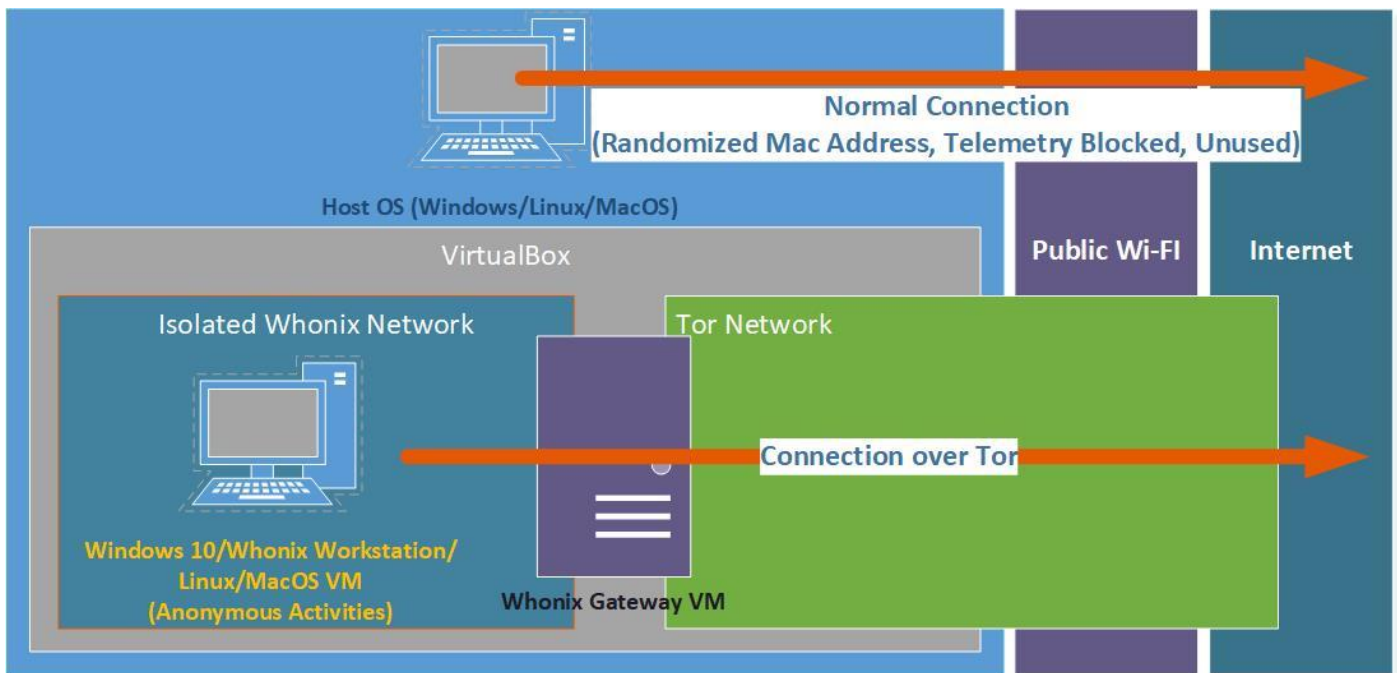 Normal Connection
(Randomized Mac Address, Telemetry Blocked, Unused)
Host OS (Windows/Linux/MacOS)
VirtualBox
Public Wi-FI
Internet
Isolated Whonix Network
Tor Network
Connection over Tor
Windows 10/Whonix Workstation/
Linux/MacOS VM
(Anonymous Activities)
Whonix Gateway VM